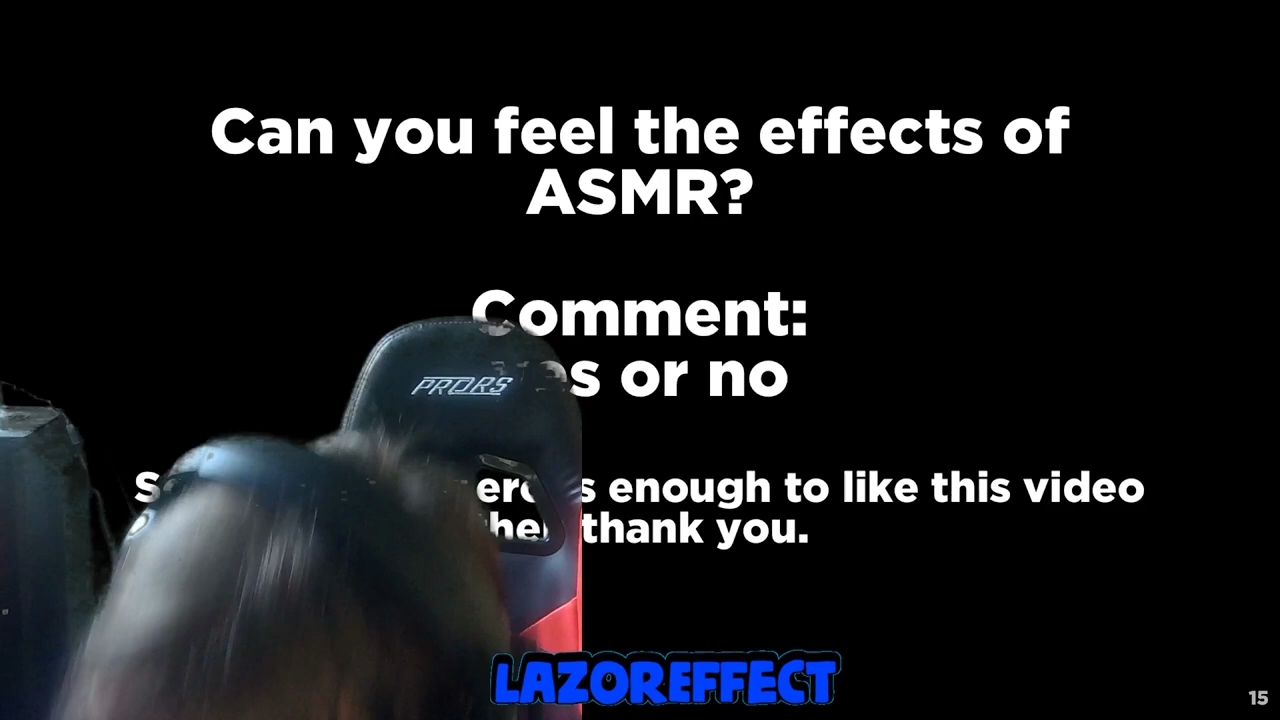 Can you feel the effects of
ASMR?
Comment:
or no
PRORS
enough to like this video
thank you.
LAZOREFFECT
15